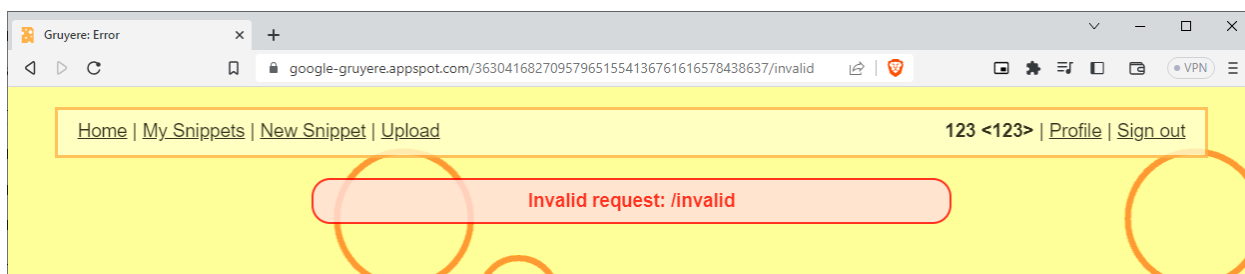 Gruyere: Error
google-gruyere.appspot.com/363041682709579651554136761616578438637/invalid
VPN
Home | My Snippets | New Snippet | Upload
123 <123> | Profile | Sign out
Invalid request: /invalid